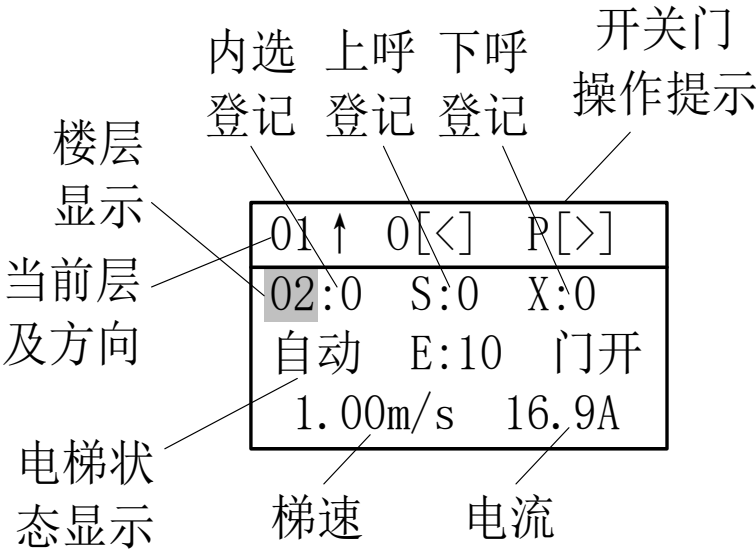 内选
登记
上呼
登记
下呼
登记
开关门
操作提示
楼层
显示
当前层
及方向
01↑ O[<] P[>]
02:0 S:0 X:0
自动 E:10 门开
1.00m/s 16.9A
电梯状
态显示
梯速
电流